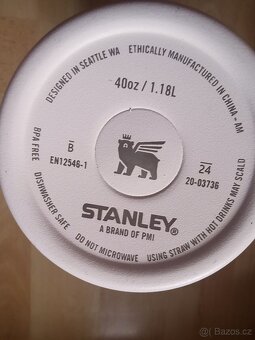 DESIGNED IN SEATTLE WA
ETHICALLY MANUFACTURED IN CHINA - AM
40oz / 1.18L
BPA FREE
B
EN12546-1
24
20-03736
STANLEY®
A BRAND OF PMI
DISHWASHER SAFE
DO NOT MICROWAVE
USING STRAW WITH HOT DRINKS MAY SCALD
Bazoš.cz